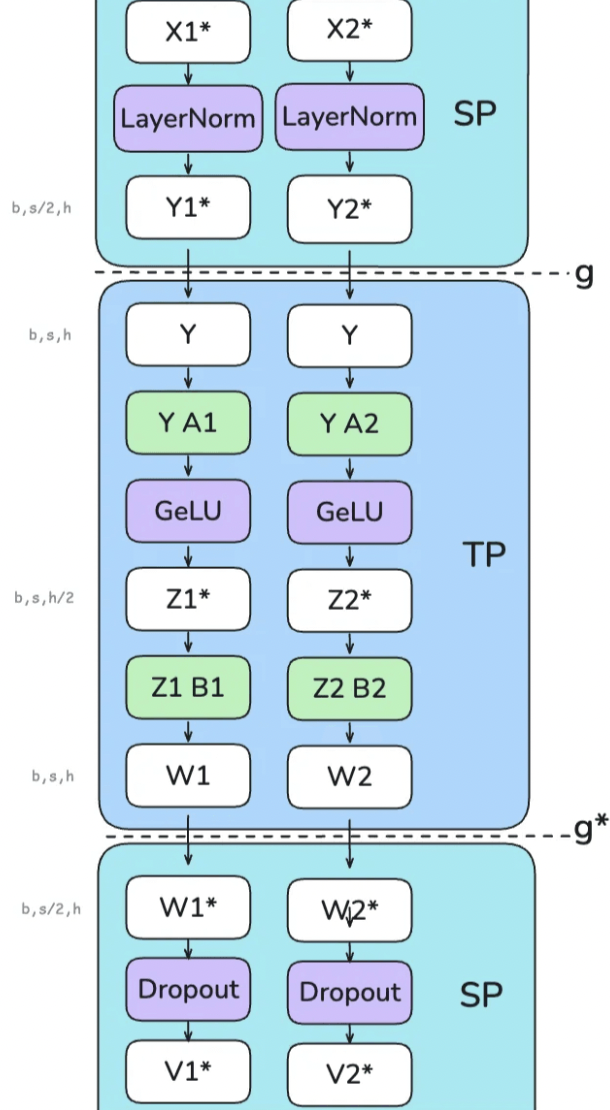 X1* X2*
LayerNorm LayerNorm SP
b,s/2,h Y1* Y2*
g
b,s,h Y Y
Y A1 Y A2
GeLU GeLU
TP
b,s,h/2 Z1* Z2*
Z1 B1 Z2 B2
b,s,h W1 W2
g*
b,s/2,h W1* W2*
Dropout Dropout SP
V1* V2*